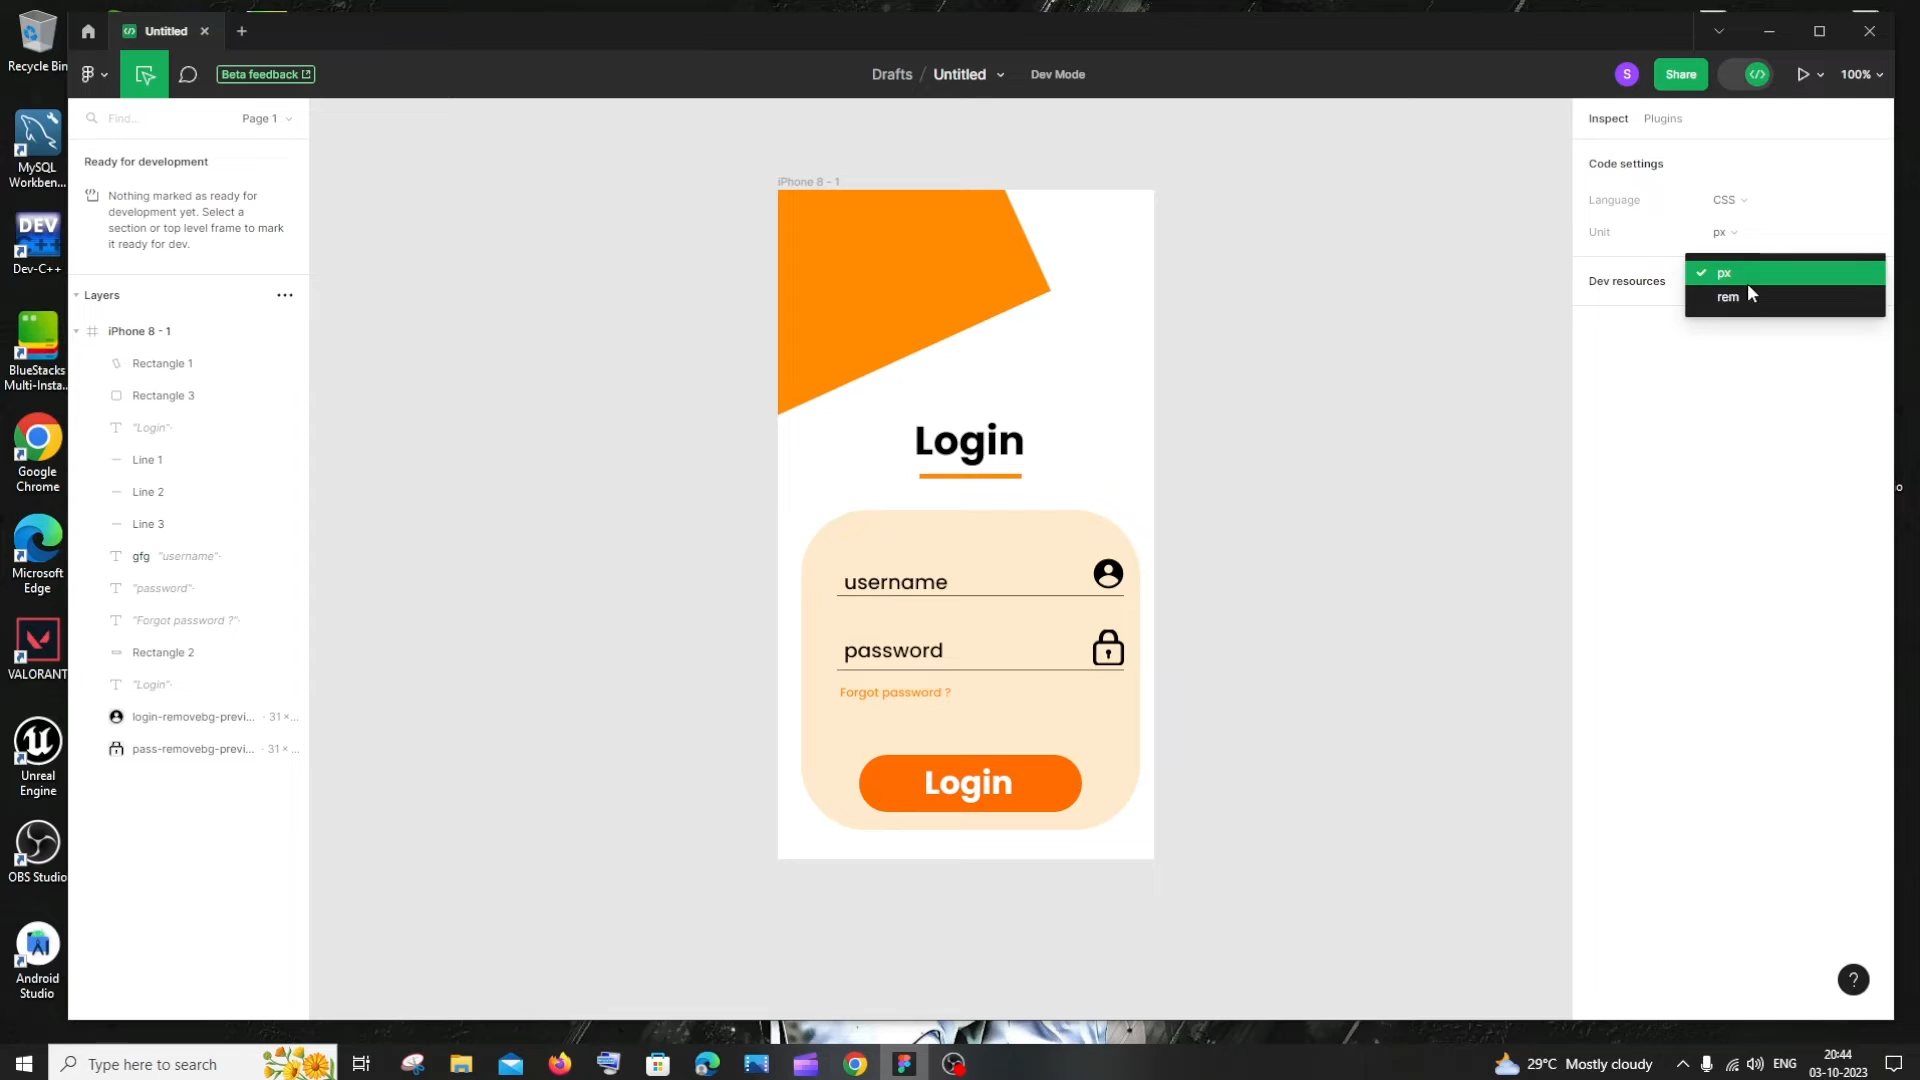 Untitled
Beta feedback
Drafts / Untitled
Dev Mode
S
Share
100%
Find...
Page 1
Ready for development
Nothing marked as ready for
development yet. Select a
section or top level frame to mark
it ready for dev.
Layers
iPhone 8 - 1
Rectangle 1
Rectangle 3
"Login"
Line 1
Line 2
Line 3
gfg "username"
"password"
"Forgot password ?"
Rectangle 2
"Login"
login-removebg-previ... · 31 ×...
pass-removebg-previ... · 31 × ...
iPhone 8 - 1
Login
username
password
Forgot password ?
Login
Inspect Plugins
Code settings
Language CSS
Unit px
px
rem
Dev resources
?
Recycle Bin
MySQL
Workben...
DEV
C++
Dev-C++
BlueStacks
Multi-Insta...
Google
Chrome
Microsoft
Edge
VALORANT
Unreal
Engine
OBS Studio
Android
Studio
Type here to search
29°C Mostly cloudy
ENG
20:44
03-10-2023